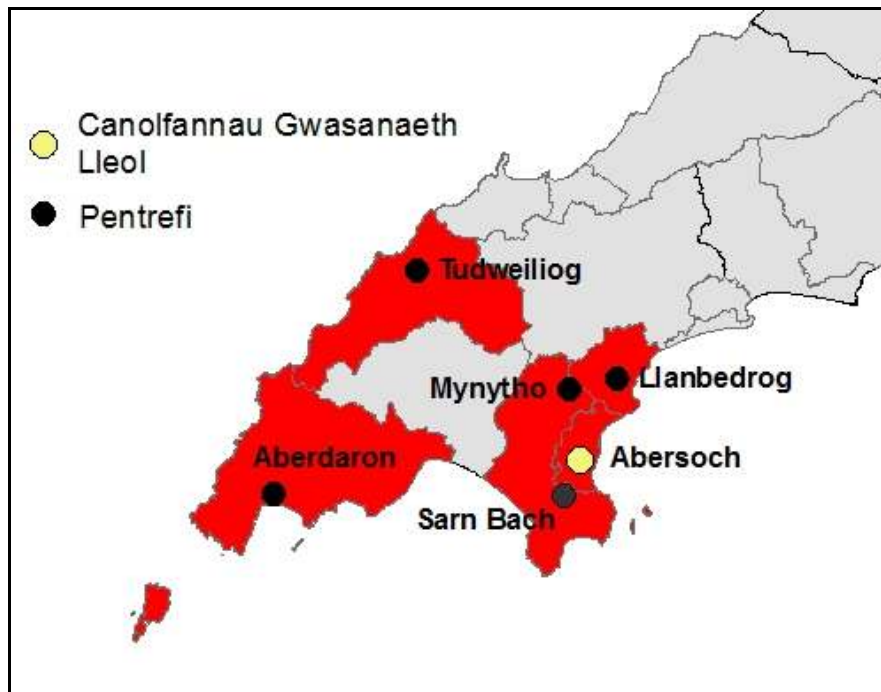 Canolfannau Gwasanaeth
Lleol
Pentrefi
Tudweiliog
Mynytho
Llanbedrog
Aberdaron
Abersoch
Sarn Bach